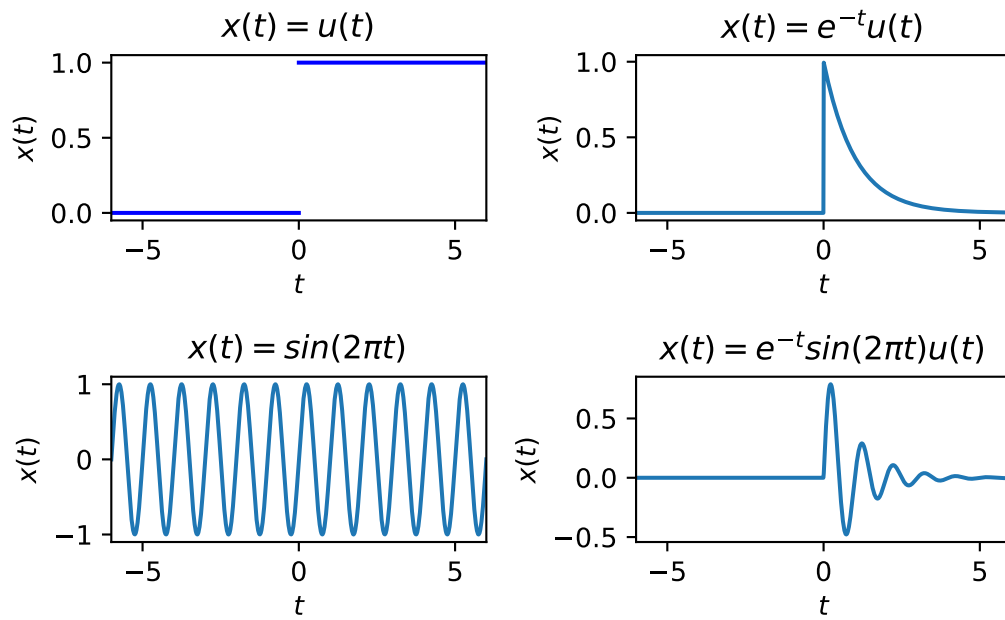 x(t) = u(t)
x(t)
1.0
0.5
0.0
−5
0
5
t
x(t) = e^{−t}u(t)
x(t)
1.0
0.5
0.0
−5
0
5
t
x(t) = sin(2πt)
x(t)
1
0
−1
−5
0
5
t
x(t) = e^{−t}sin(2πt)u(t)
x(t)
0.5
0.0
−0.5
−5
0
5
t